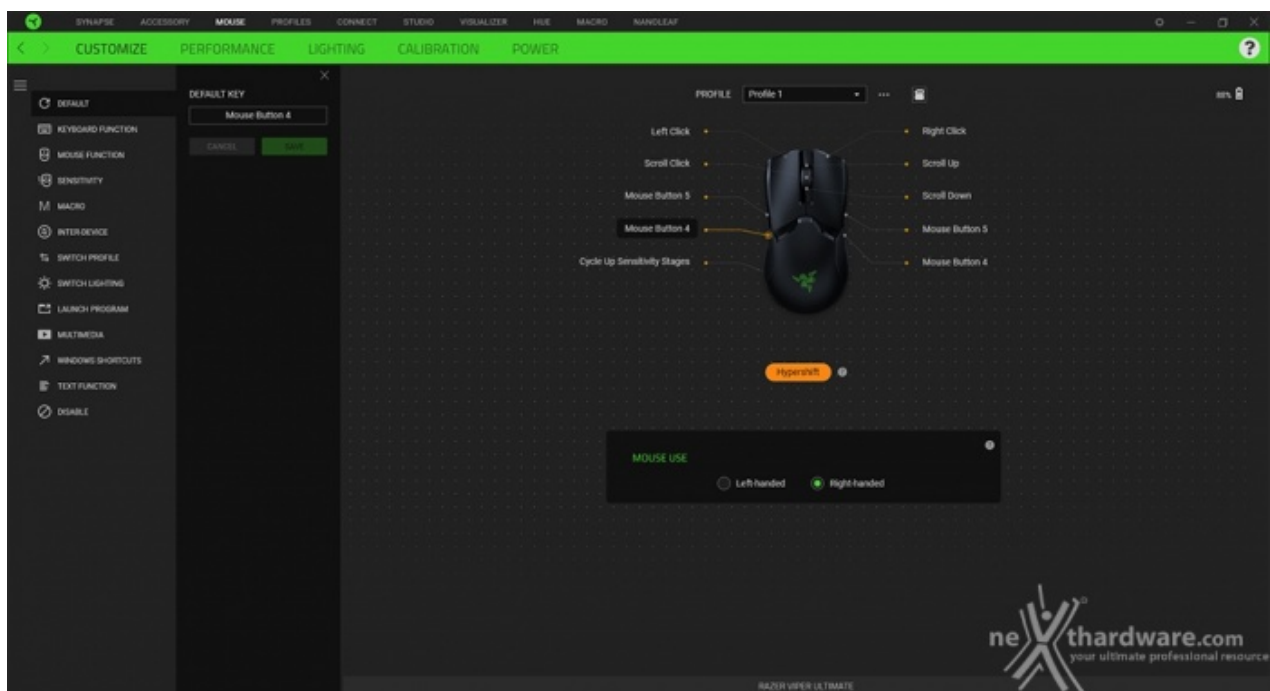 SYNAPSE ACCESSORY MOUSE PROFILES CONNECT STUDIO VISUALIZER HUE MACRO NANOLEAF
CUSTOMIZE PERFORMANCE LIGHTING CALIBRATION POWER ?
DEFAULT
KEYBOARD FUNCTION
MOUSE FUNCTION
SENSITIVITY
MACRO
INTER-DEVICE
SWITCH PROFILE
SWITCH LIGHTING
LAUNCH PROGRAM
MULTIMEDIA
WINDOWS SHORTCUTS
TEXT FUNCTION
DISABLE
DEFAULT KEY
Mouse Button 4
CANCEL SAVE
PROFILE Profile 1
Left Click
Scroll Click
Mouse Button 5
Mouse Button 4
Cycle Up Sensitivity Stages
Right Click
Scroll Up
Scroll Down
Mouse Button 5
Mouse Button 4
Hypershift
MOUSE USE
Left-handed Right-handed
nexthardware.com
your ultimate professional resource
RAZER VIPER ULTIMATE